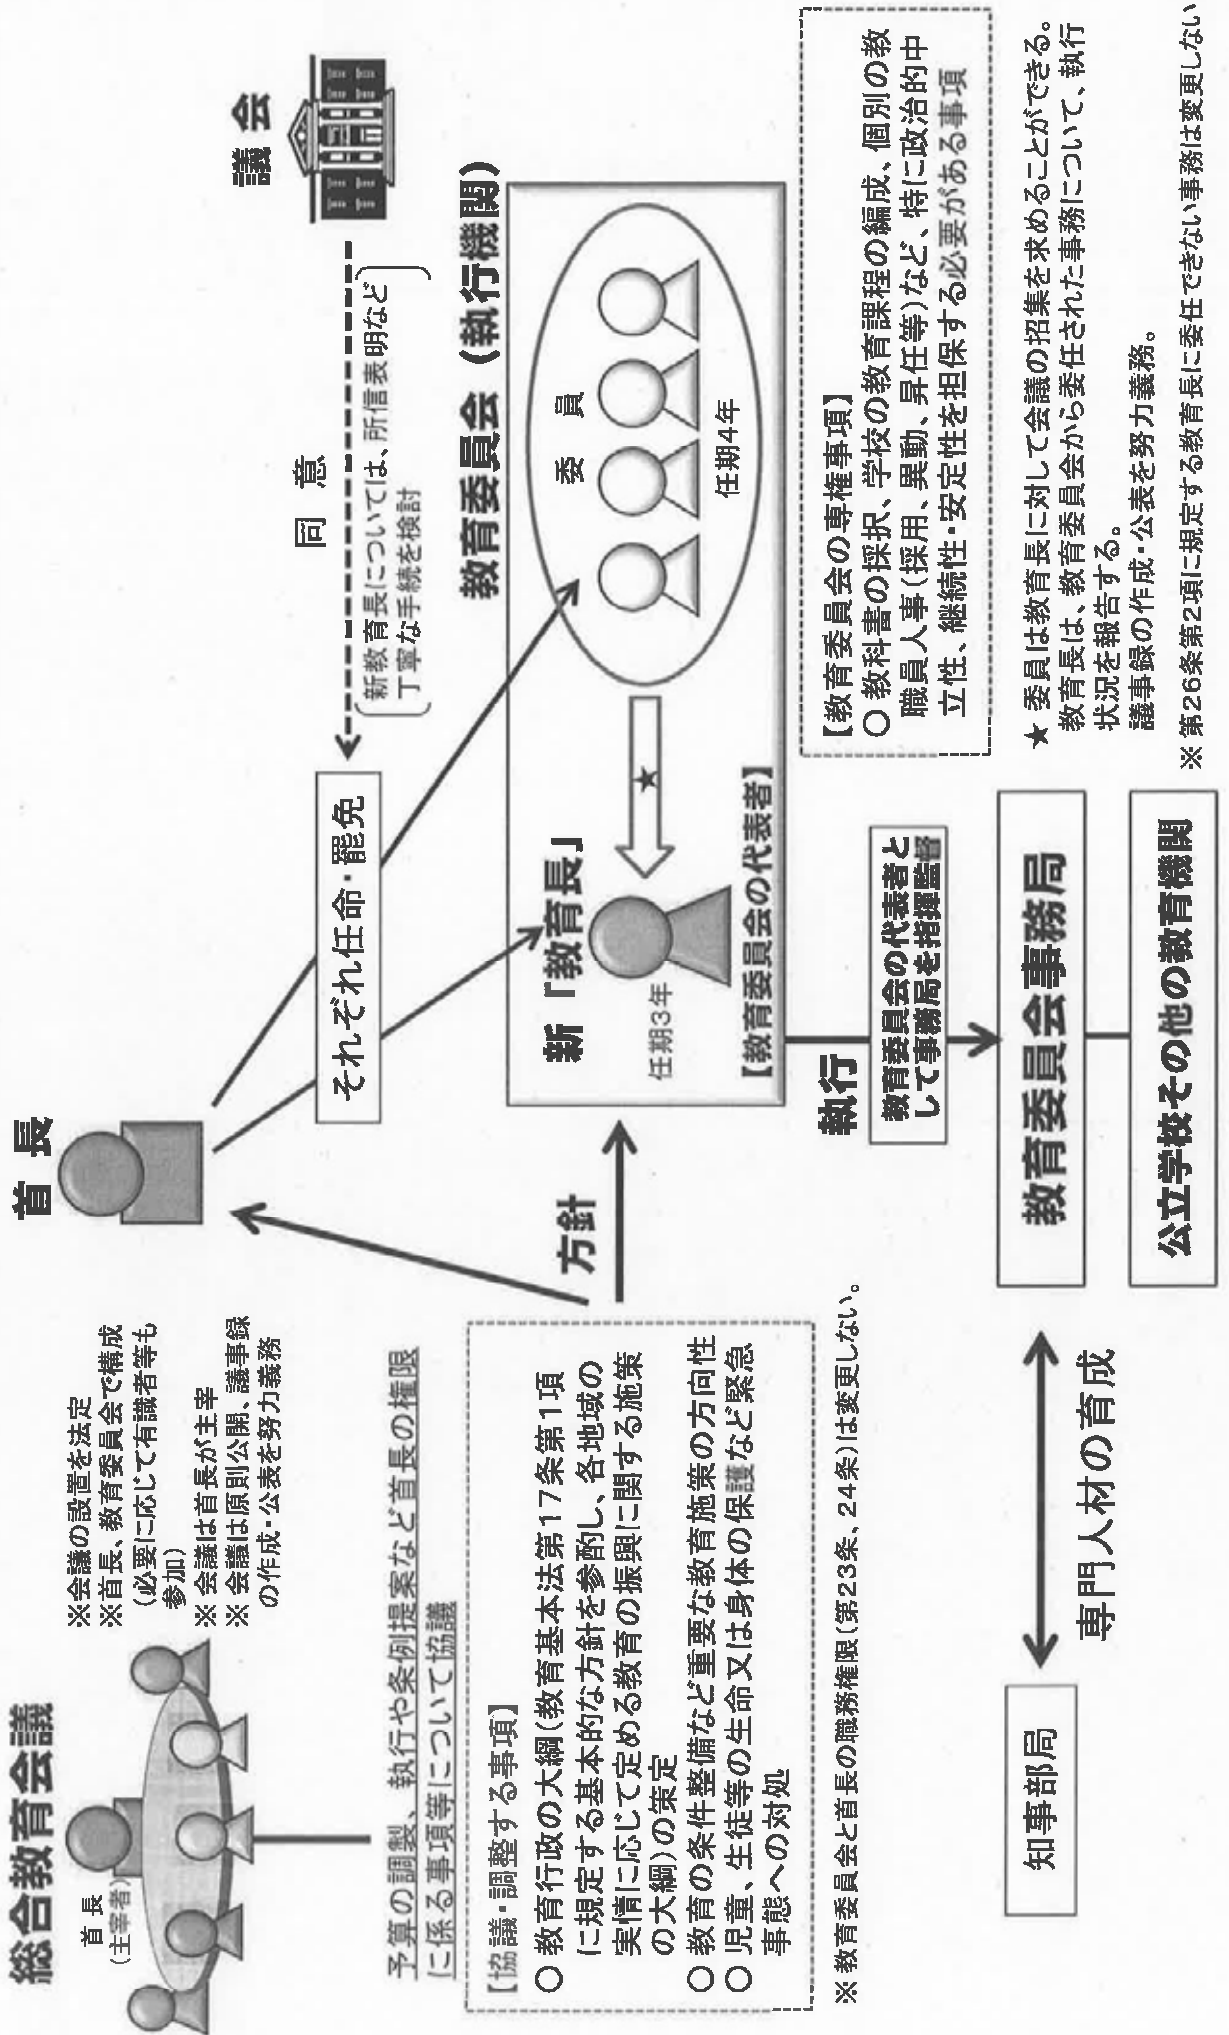 総合教育会議
首長
(主宰者)
※会議の設置を法定
※首長、教育委員会で構成
(必要に応じて有識者等も
参加)
※会議は首長が主宰
※会議は原則公開、議事録
の作成・公表を努力義務
予算の調製、執行や条例提案など首長の権限
に係る事項等について協議
【協議・調整する事項】
○ 教育行政の大綱(教育基本法第17条第1項
に規定する基本的な方針を参酌し、各地域の
実情に応じて定める教育の振興に関する施策
の大綱)の策定
○ 教育の条件整備など重要な教育施策の方向性
○ 児童、生徒等の生命又は身体の保護など緊急
事態への対処
※教育委員会と首長の職務権限(第23条、24条)は変更しない。
首長
それぞれ任命・罷免
議会
同意
新教育長については、所信表明など
丁寧な手続を検討
方針
教育委員会(執行機関)
新「教育長」
任期3年
【教育委員会の代表者】
★
委員
任期4年
執行
教育委員会の代表者と
して事務局を指揮監督
教育委員会事務局
公立学校その他の教育機関
知事部局
専門人材の育成
【教育委員会の専権事項】
○ 教科書の採択、学校の教育課程の編成、個別の教
職員人事(採用、異動、昇任等)など、特に政治的中
立性、継続性・安定性を担保する必要がある事項
★ 委員は教育長に対して会議の招集を求めることができる。
教育長は、教育委員会から委任された事務について、執行
状況を報告する。
議事録の作成・公表を努力義務。
※ 第26条第2項に規定する教育長に委任できない事務は変更しない